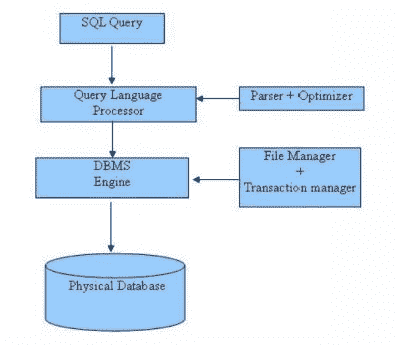 SQL Query
Query Language
Processor
Parser + Optimizer
DBMS
Engine
File Manager
+
Transaction manager
Physical Database